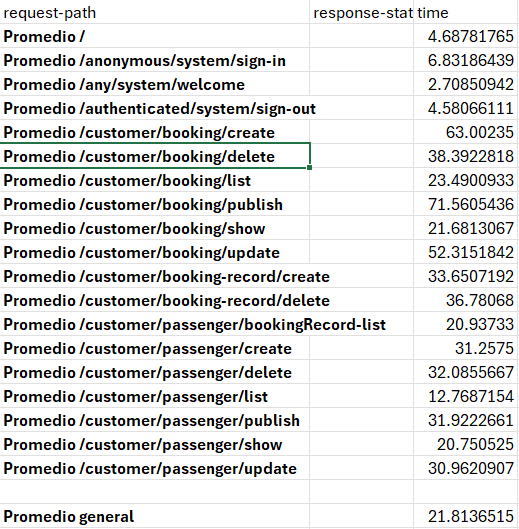 request-path response-stat time
Promedio / 4.68781765
Promedio /anonymous/system/sign-in 6.83186439
Promedio /any/system/welcome 2.70850942
Promedio /authenticated/system/sign-out 4.58066111
Promedio /customer/booking/create 63.00235
Promedio /customer/booking/delete 38.3922818
Promedio /customer/booking/list 23.4900933
Promedio /customer/booking/publish 71.5605436
Promedio /customer/booking/show 21.6813067
Promedio /customer/booking/update 52.3151842
Promedio /customer/booking-record/create 33.6507192
Promedio /customer/booking-record/delete 36.78068
Promedio /customer/passenger/bookingRecord-list 20.93733
Promedio /customer/passenger/create 31.2575
Promedio /customer/passenger/delete 32.0855667
Promedio /customer/passenger/list 12.7687154
Promedio /customer/passenger/publish 31.9222661
Promedio /customer/passenger/show 20.750525
Promedio /customer/passenger/update 30.9620907
Promedio general 21.8136515